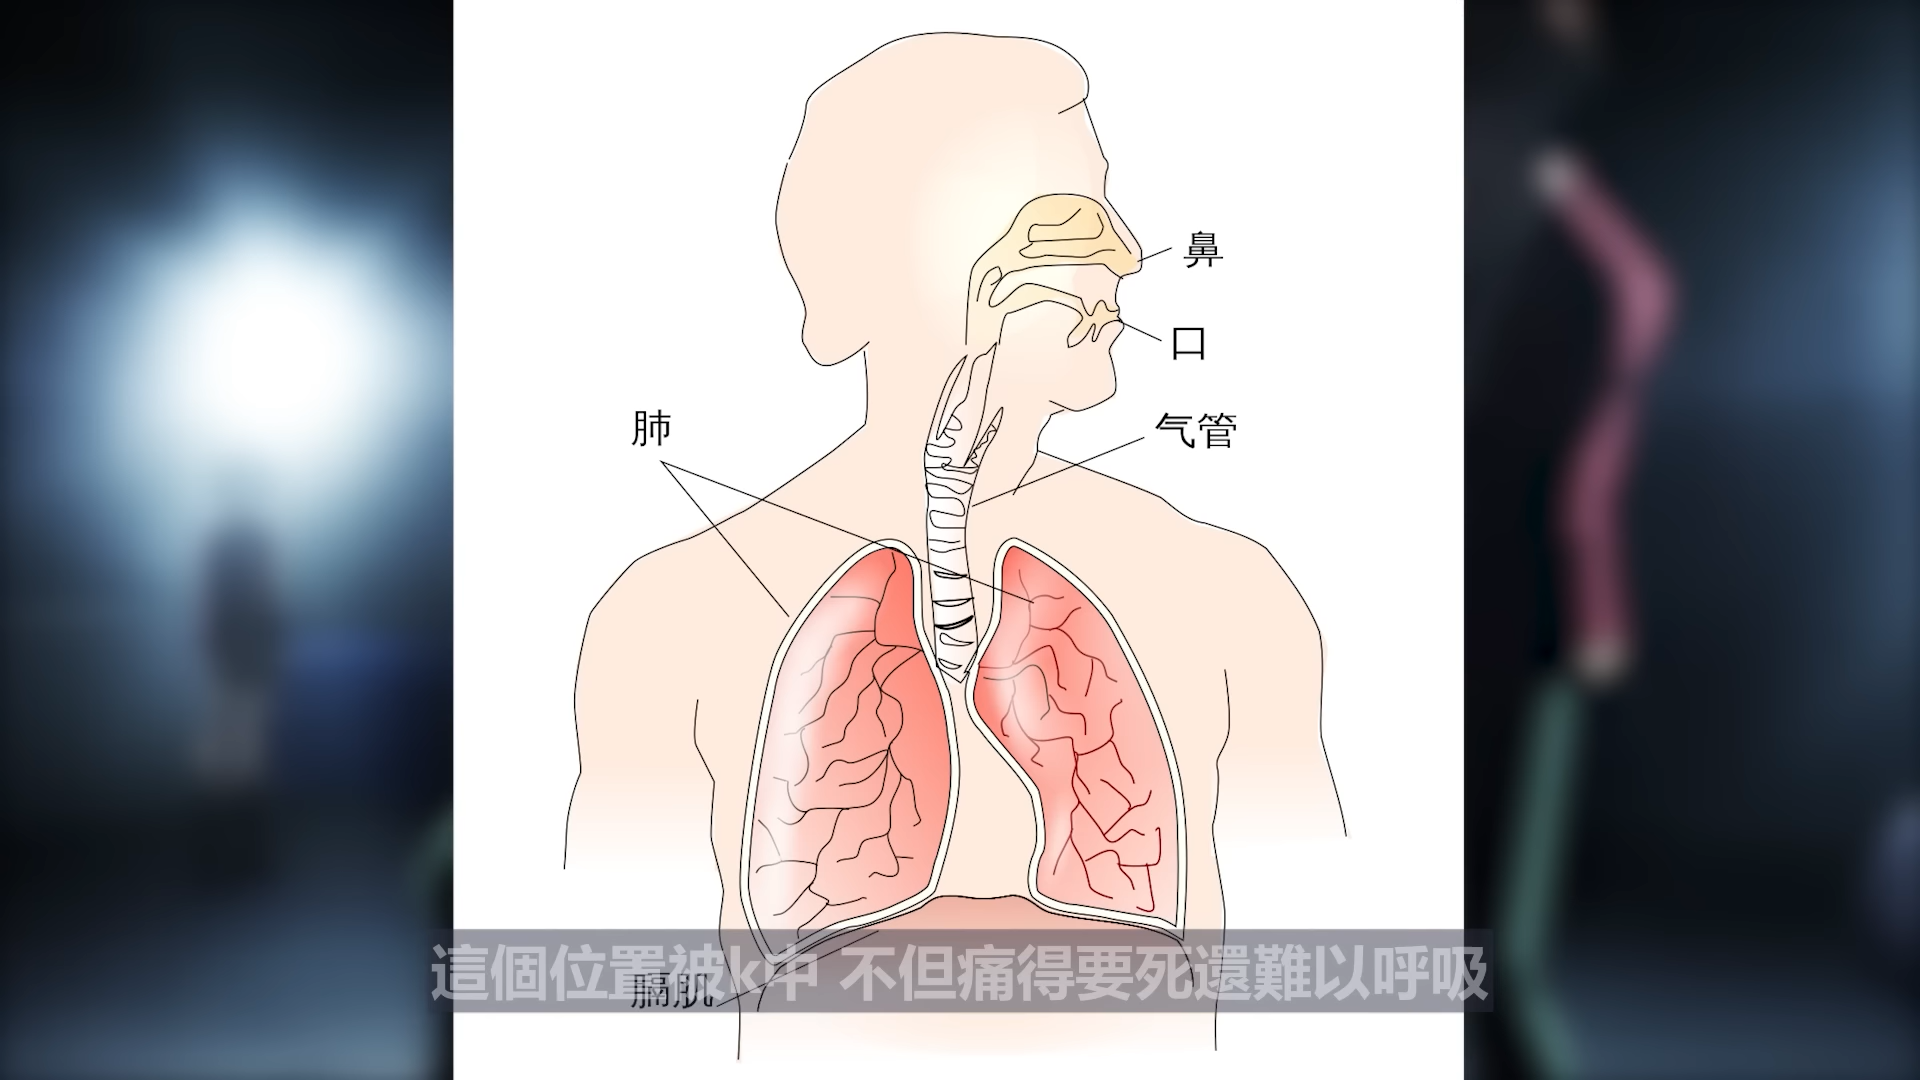 鼻
口
肺
气管
膈肌
這個位置被k中 不但痛得要死還難以呼吸